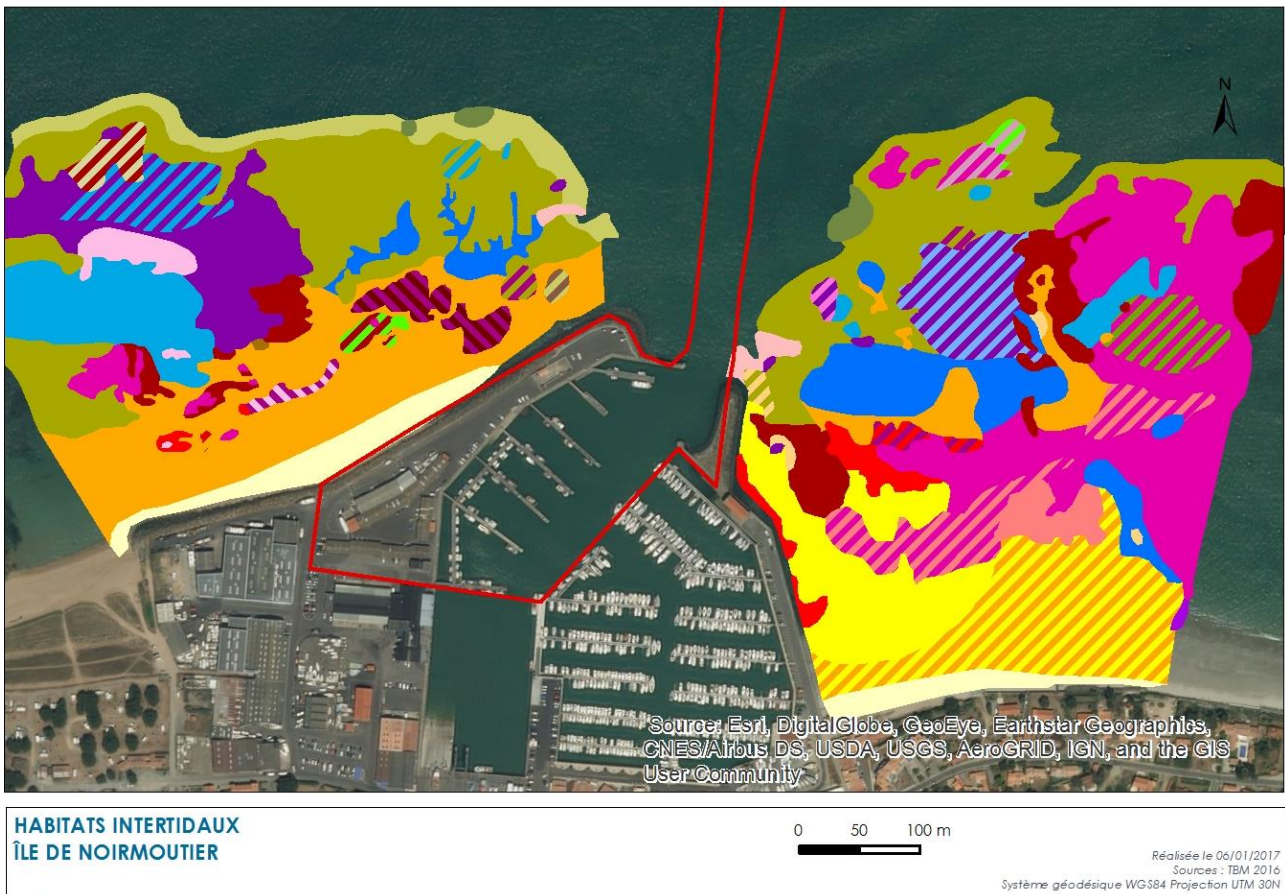 N
Source: Esri, DigitalGlobe, GeoEye, Earthstar Geographics,
CNES/Airbus DS, USDA, USGS, AeroGRID, IGN, and the GIS
User Community
HABITATS INTERTIDAUX
ÎLE DE NOIRMOUTIER
0 50 100 m
Réalisée le 06/01/2017
Sources : TBM 2016
Système géodésique WGS84 Projection UTM 30N